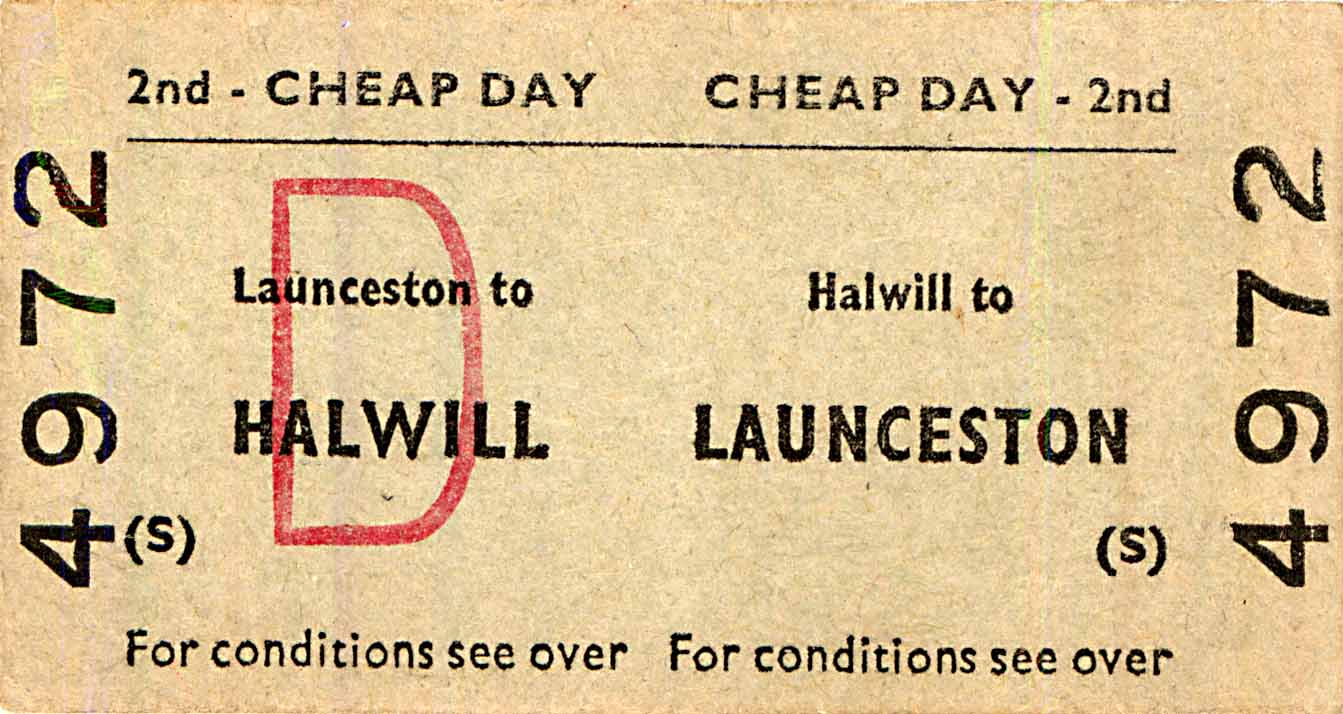 2nd - CHEAP DAY CHEAP DAY - 2nd
4972
D
Launceston to
HALWILL
(S)
For conditions see over
Halwill to
LAUNCESTON
(S)
For conditions see over
4972